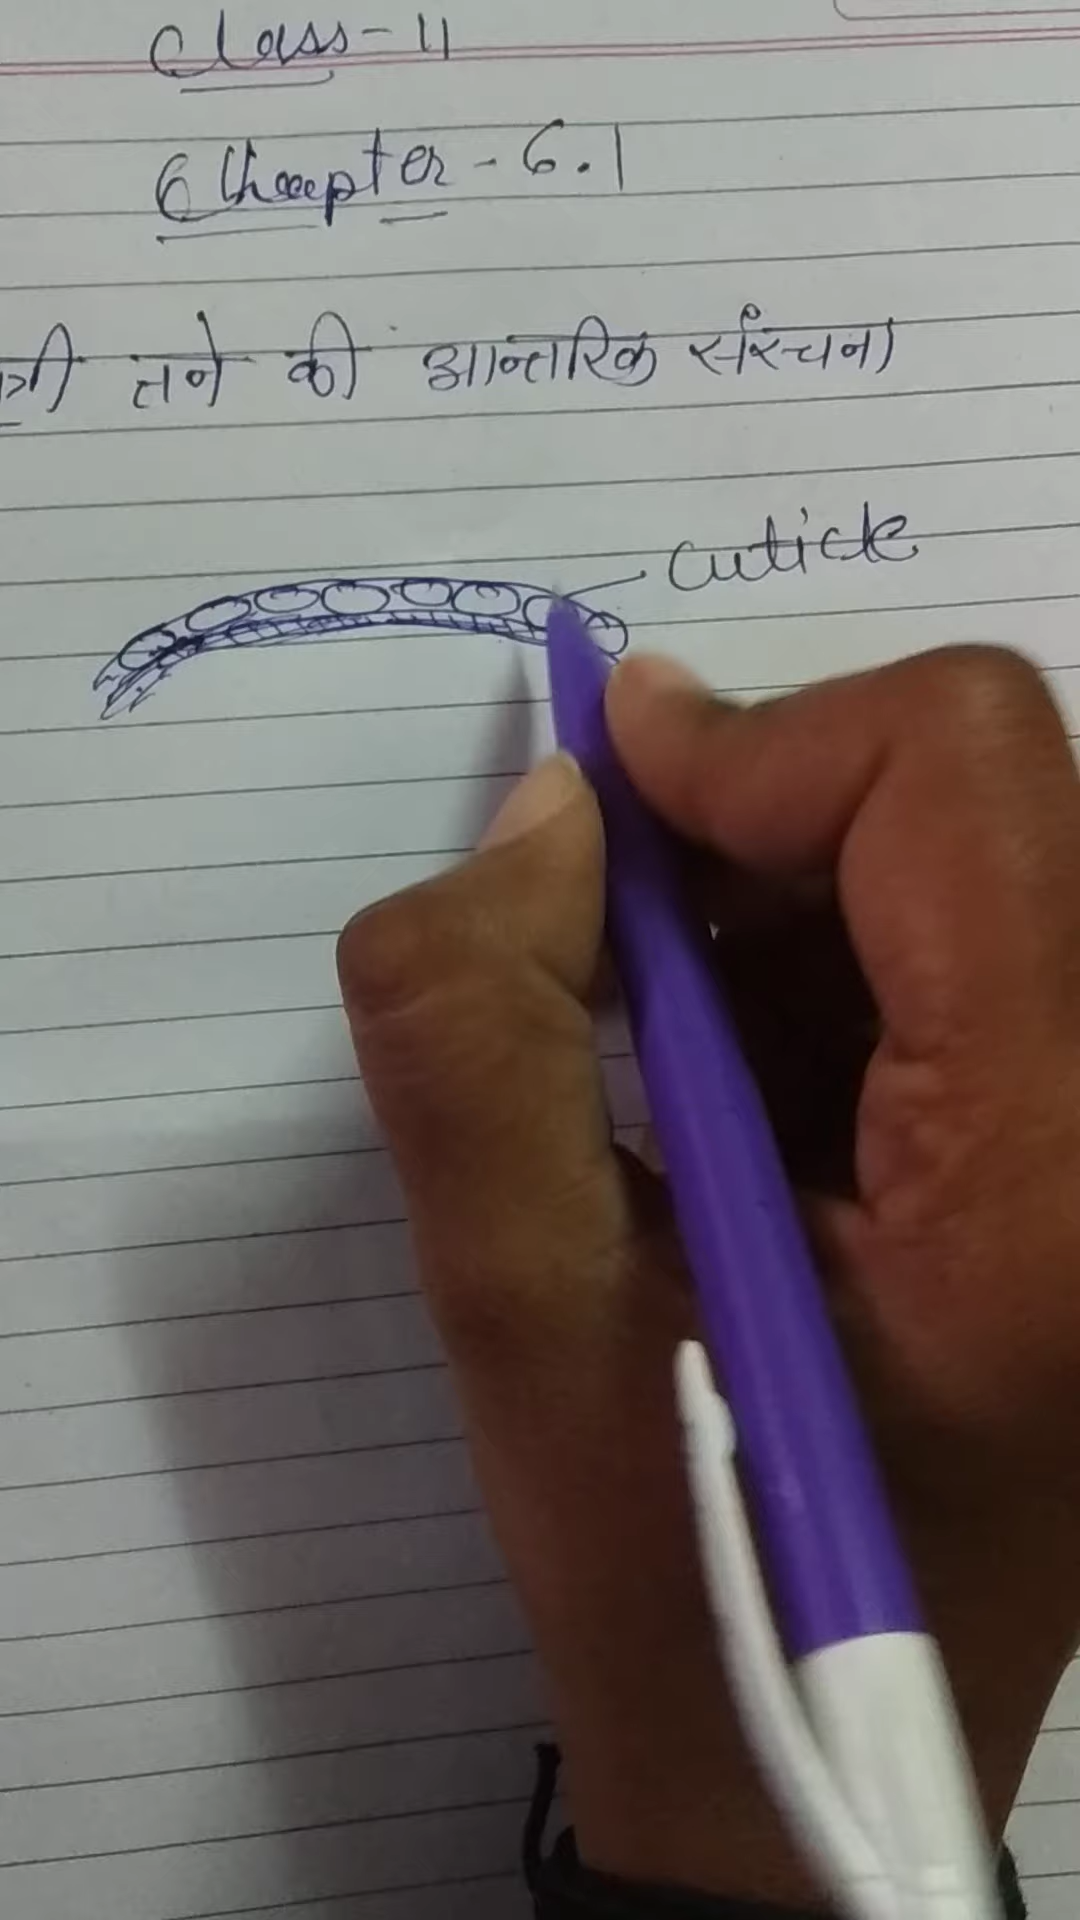 Class-11
Chapter-6.1
तने की आन्तरिक संरचना
cuticle